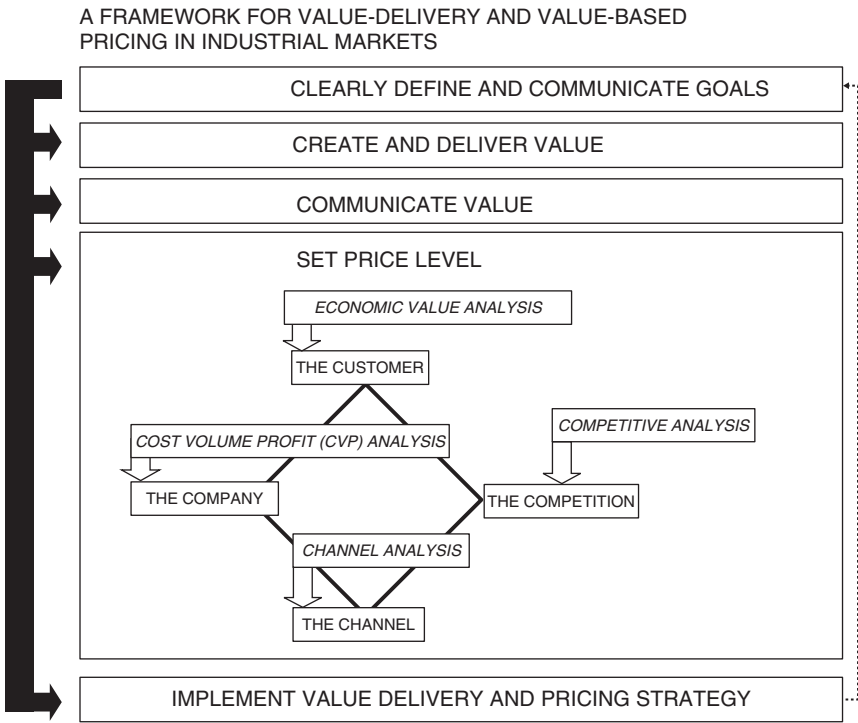 A FRAMEWORK FOR VALUE-DELIVERY AND VALUE-BASED
PRICING IN INDUSTRIAL MARKETS
CLEARLY DEFINE AND COMMUNICATE GOALS
CREATE AND DELIVER VALUE
COMMUNICATE VALUE
SET PRICE LEVEL
ECONOMIC VALUE ANALYSIS
THE CUSTOMER
COST VOLUME PROFIT (CVP) ANALYSIS
COMPETITIVE ANALYSIS
THE COMPANY
THE COMPETITION
CHANNEL ANALYSIS
THE CHANNEL
IMPLEMENT VALUE DELIVERY AND PRICING STRATEGY